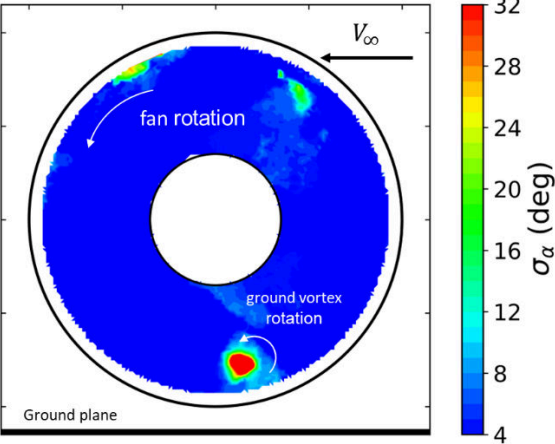 V∞
fan rotation
ground vortex
rotation
Ground plane
32
28
24
20
16
12
8
4
σα (deg)